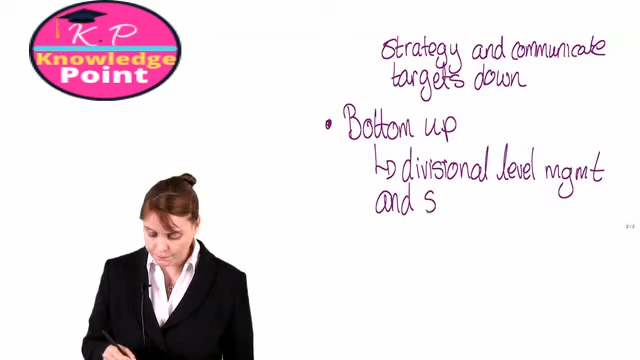 K.P
Knowledge
Point
strategy and communicate
targets down
• Bottom up
↳ divisional level mgmt
and s